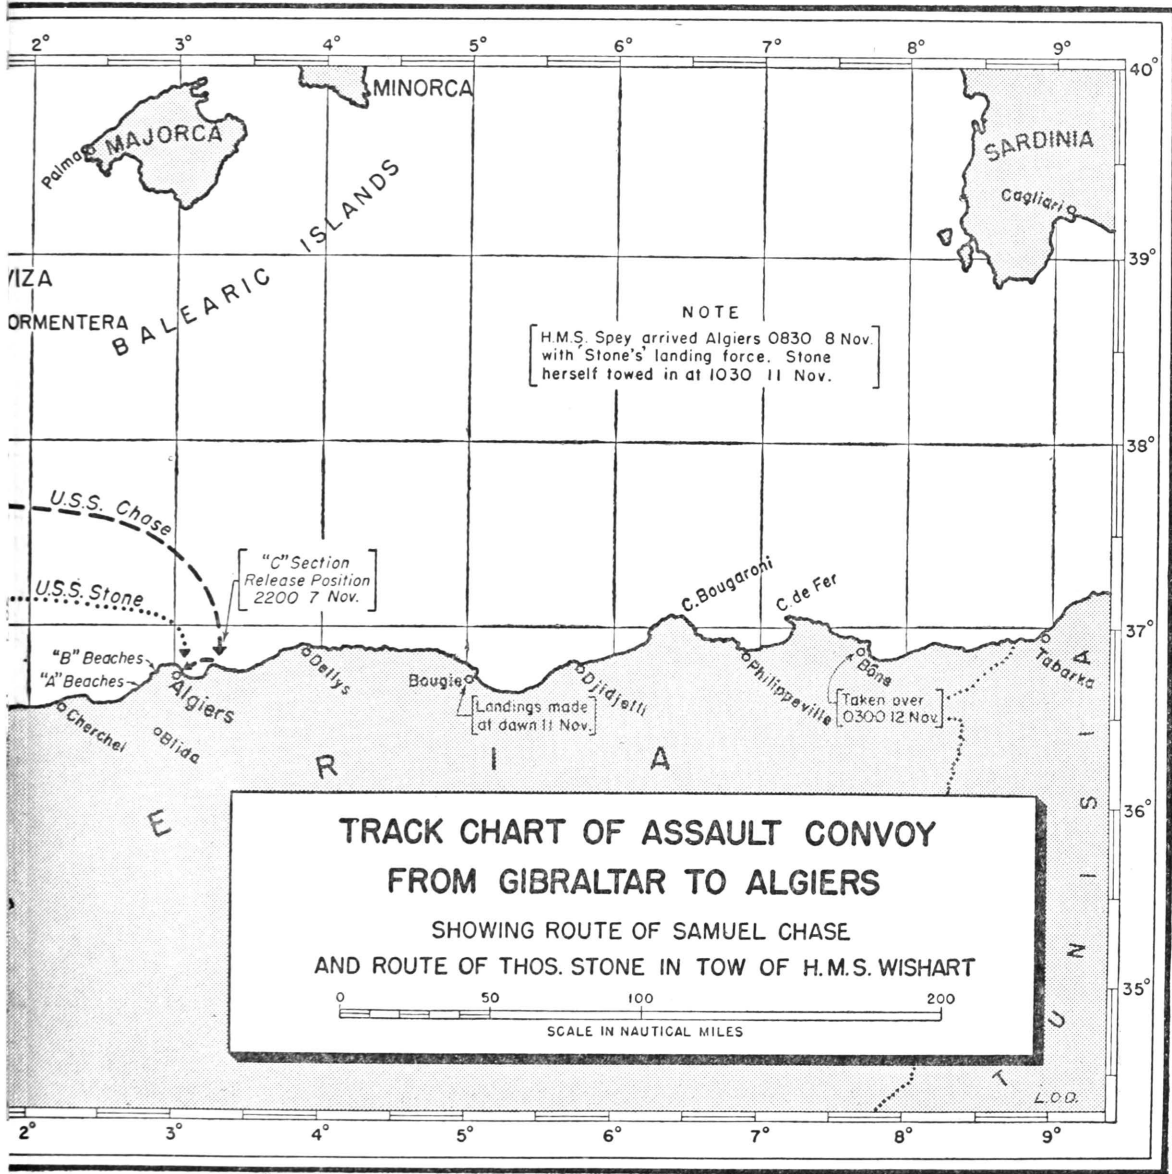 2° 3° 4° 5° 6° 7° 8° 9°
40°
MINORCA
MAJORCA
Palma
SARDINIA
Cagliari
BALEARIC ISLANDS
39°
VIZA
ORMENTERA
NOTE
H.M.S. Spey arrived Algiers 0830 8 Nov.
with 'Stone's' landing force. Stone
herself towed in at 1030 11 Nov.
38°
U.S.S. Chase
"C" Section
Release Position
2200 7 Nov.
U.S.S. Stone
C. Bougaroni
C. de Fer
37°
"B" Beaches
"A" Beaches
Algiers
Cherchel
Blida
Dellys
Bougie
Landings made
at dawn 11 Nov.
Djidjelli
Philippeville
Bône
Taken over
0300 12 Nov.
Tabarka
E R I A
TUNISIA
36°
TRACK CHART OF ASSAULT CONVOY
FROM GIBRALTAR TO ALGIERS
SHOWING ROUTE OF SAMUEL CHASE
AND ROUTE OF THOS. STONE IN TOW OF H.M.S. WISHART
0 50 100 200
SCALE IN NAUTICAL MILES
35°
L.O.D.
2° 3° 4° 5° 6° 7° 8° 9°